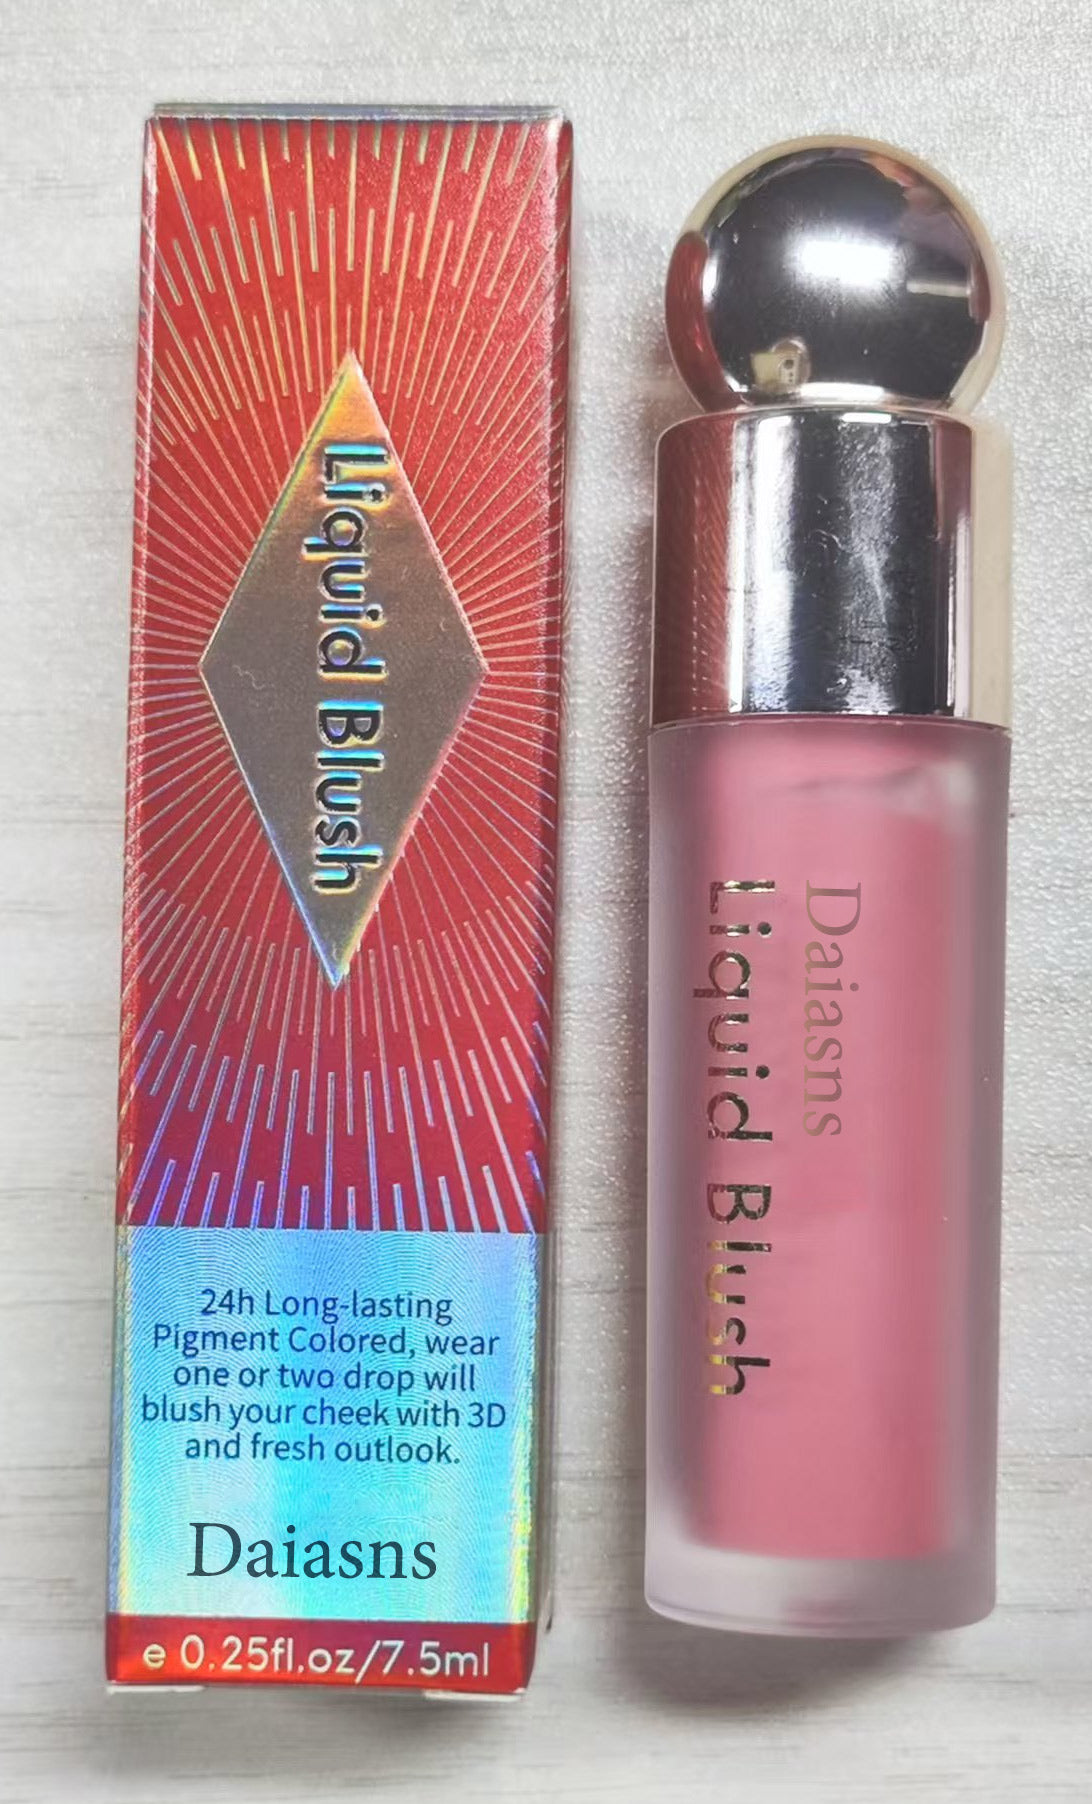 Liquid Blush
24h Long-lasting
Pigment Colored, wear
one or two drop will
blush your cheek with 3D
and fresh outlook.
Daiasns
e 0.25fl.oz/7.5ml
Daiasns
Liquid Blush